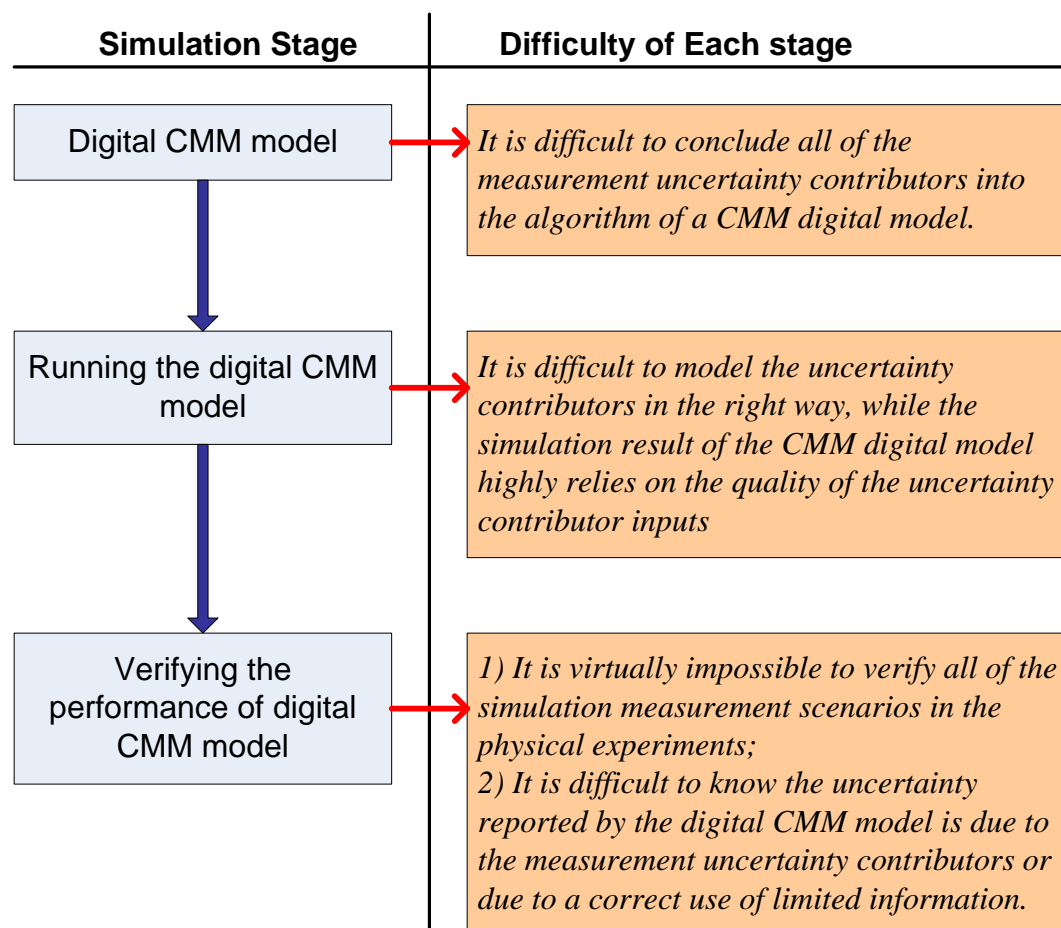 Simulation Stage
Difficulty of Each stage
Digital CMM model
It is difficult to conclude all of the
measurement uncertainty contributors into
the algorithm of a CMM digital model.
Running the digital CMM
model
It is difficult to model the uncertainty
contributors in the right way, while the
simulation result of the CMM digital model
highly relies on the quality of the uncertainty
contributor inputs
Verifying the
performance of digital
CMM model
1) It is virtually impossible to verify all of the
simulation measurement scenarios in the
physical experiments;
2) It is difficult to know the uncertainty
reported by the digital CMM model is due to
the measurement uncertainty contributors or
due to a correct use of limited information.